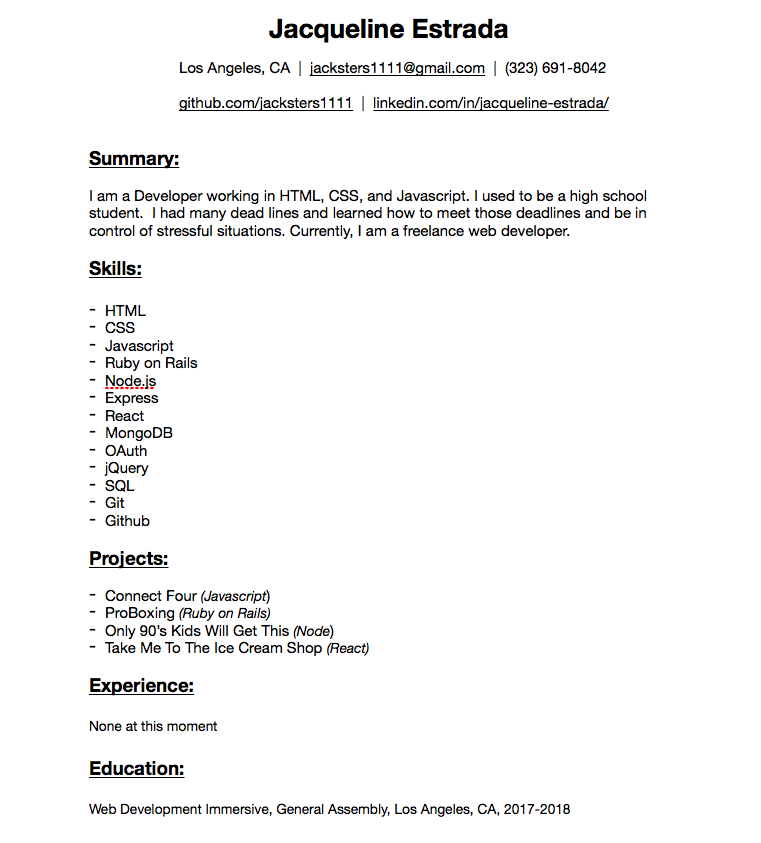 Jacqueline Estrada
Los Angeles, CA | jacksters1111@gmail.com | (323) 691-8042
github.com/jacksters1111 | linkedin.com/in/jacqueline-estrada/
Summary:
I am a Developer working in HTML, CSS, and Javascript. I used to be a high school
student.  I had many dead lines and learned how to meet those deadlines and be in
control of stressful situations. Currently, I am a freelance web developer.
Skills:
- HTML
- CSS
- Javascript
- Ruby on Rails
- Node.js
- Express
- React
- MongoDB
- OAuth
- jQuery
- SQL
- Git
- Github
Projects:
- Connect Four (Javascript)
- ProBoxing (Ruby on Rails)
- Only 90’s Kids Will Get This (Node)
- Take Me To The Ice Cream Shop (React)
Experience:
None at this moment
Education:
Web Development Immersive, General Assembly, Los Angeles, CA, 2017-2018